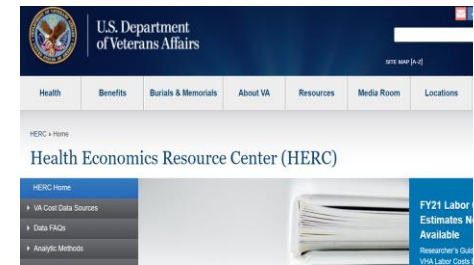 U.S. Department
of Veterans Affairs
SITE MAP [A-Z]
Health
Benefits
Burials & Memorials
About VA
Resources
Media Room
Locations
HERC » Home
Health Economics Resource Center (HERC)
HERC Home
VA Cost Data Sources
Data FAQs
Analytic Methods
FY21 Labor
Estimates N
Available
Researcher's Guid
VHA Labor Costs